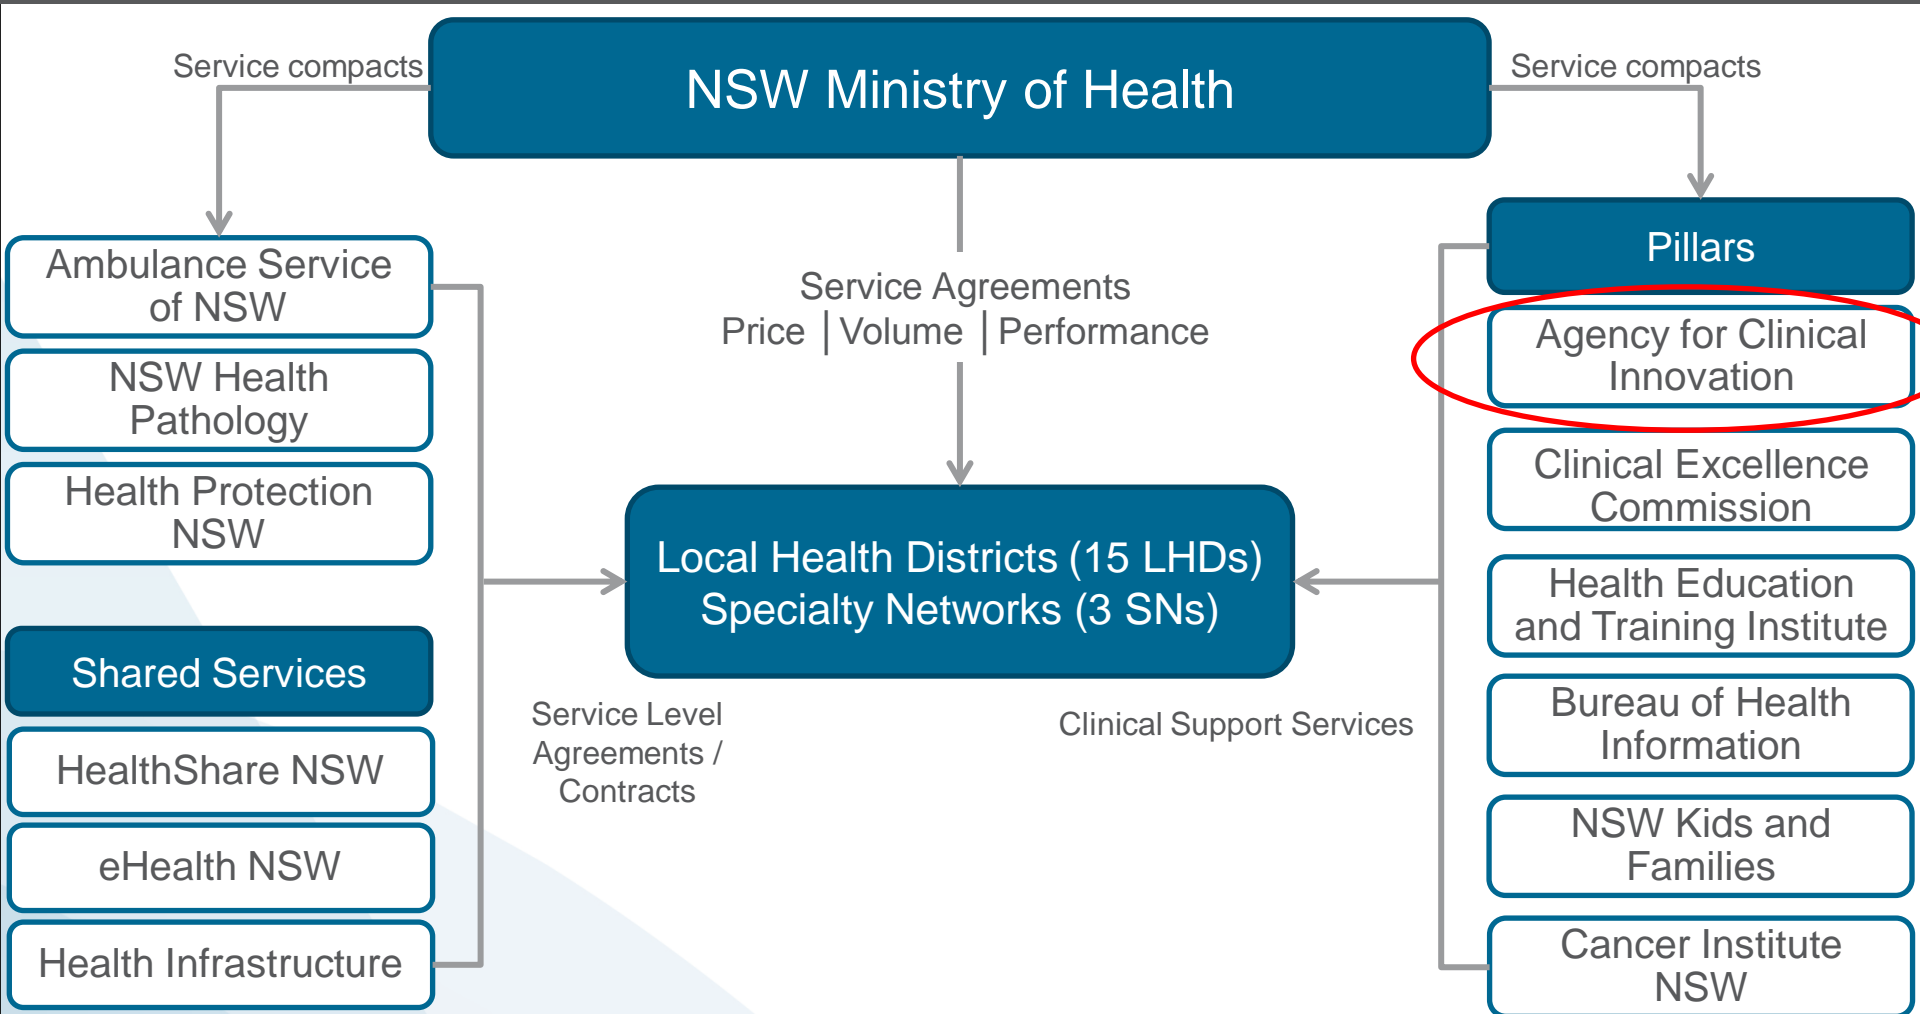 Service compacts
NSW Ministry of Health
Service compacts
Ambulance Service
of NSW
NSW Health
Pathology
Health Protection
NSW
Shared Services
HealthShare NSW
eHealth NSW
Health Infrastructure
Service Agreements
Price | Volume | Performance
Local Health Districts (15 LHDs)
Specialty Networks (3 SNs)
Service Level
Agreements /
Contracts
Clinical Support Services
Pillars
Agency for Clinical
Innovation
Clinical Excellence
Commission
Health Education
and Training Institute
Bureau of Health
Information
NSW Kids and
Families
Cancer Institute
NSW